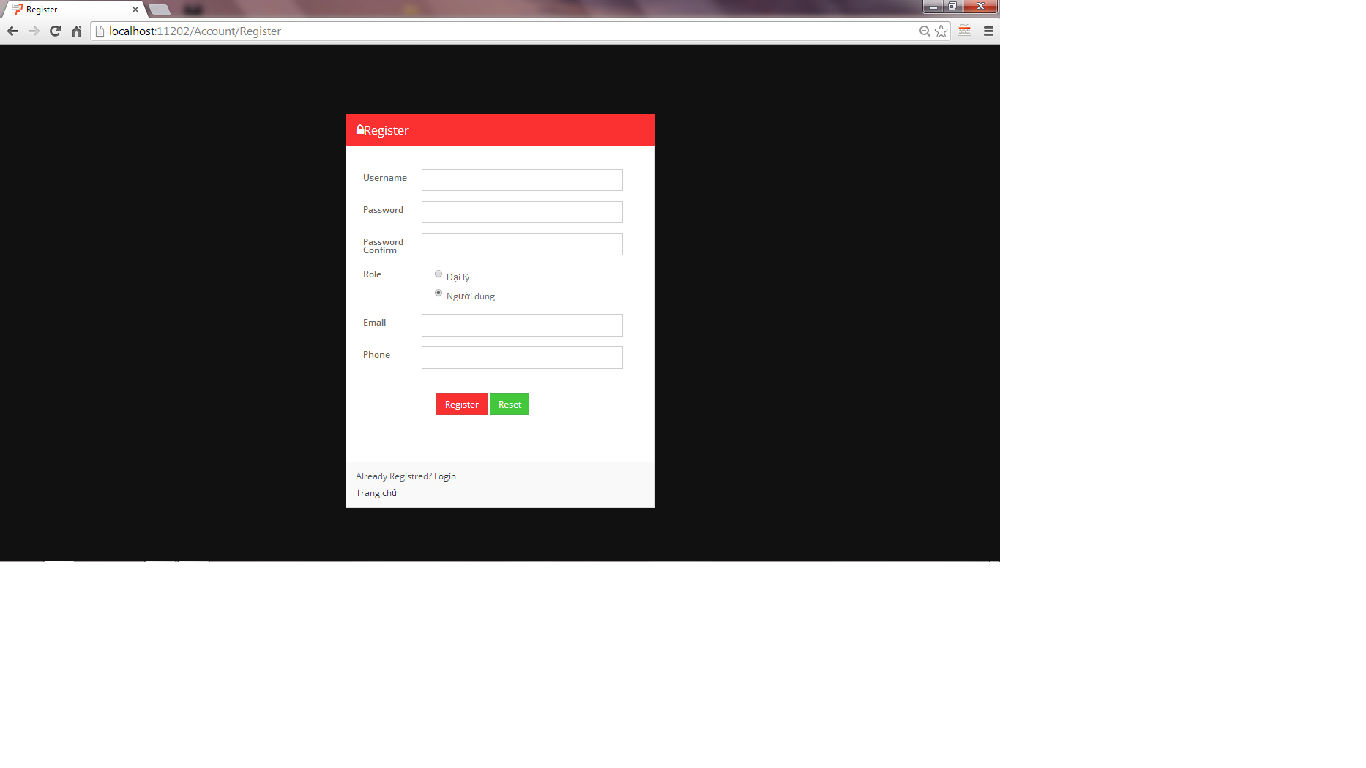 Register
localhost:11202/Account/Register
Register
Username
Password
Password
Confirm
Role
Đại lý
Người dùng
Email
Phone
Register Reset
Already Registred? Login
Trang chủ